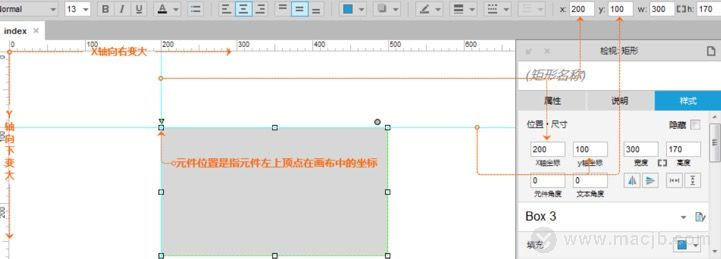 Normal 13 B I U x: 200 y: 100 w: 300 h: 170
index ×
0 100 200 300 400 500
X轴向右变大
Y轴向下变大
100
200
元件位置是指元件左上顶点在画布中的坐标
检视: 矩形
(矩形名称)
属性 说明 样式
位置・尺寸 隐藏
200 100 300 170
X轴坐标 y轴坐标 宽度 高度
0 0
元件角度 文本角度
Box 3
填充
www.macjb.com